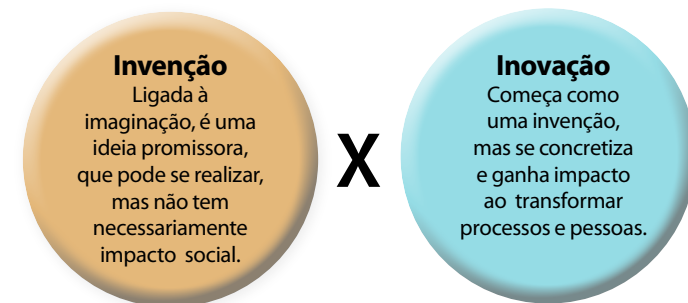 Invenção
Ligada à
imaginação, é uma
ideia promissora,
que pode se realizar,
mas não tem
necessariamente
impacto social.
X
Inovação
Começa como
uma invenção,
mas se concretiza
e ganha impacto
ao transformar
processos e pessoas.